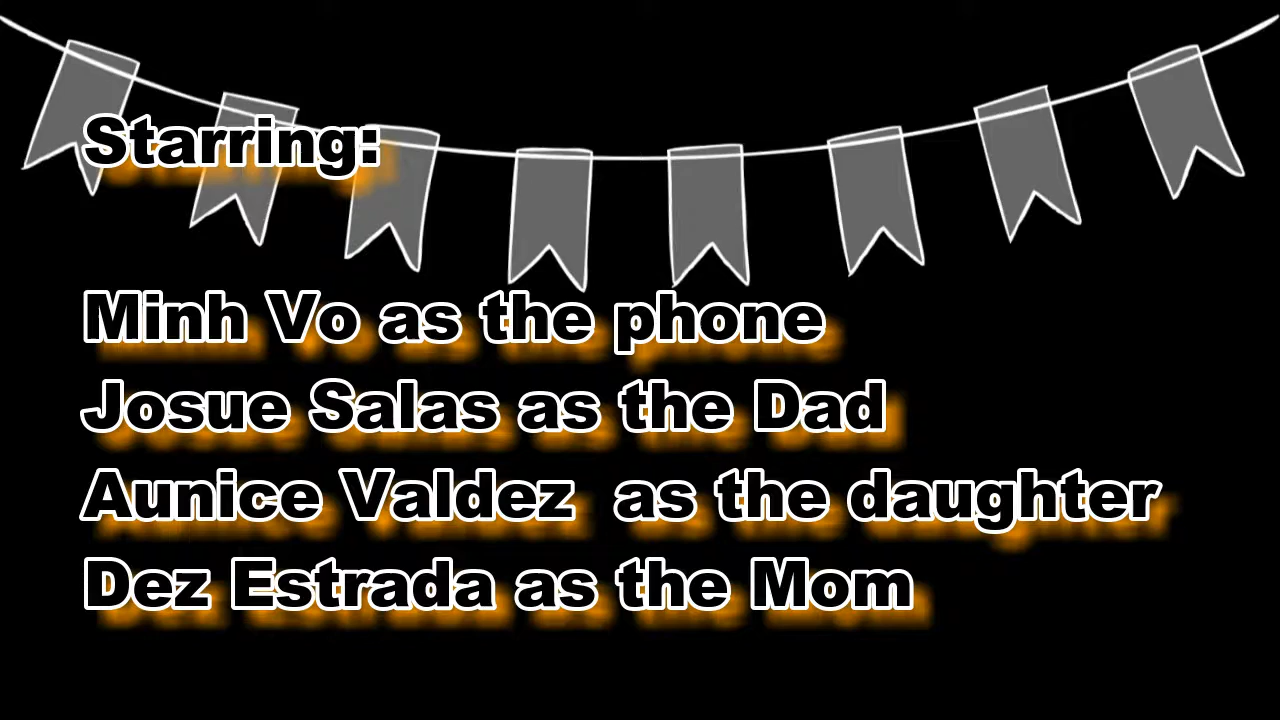 Starring:
Minh Vo as the phone
Josue Salas as the Dad
Aunice Valdez  as the daughter
Dez Estrada as the Mom